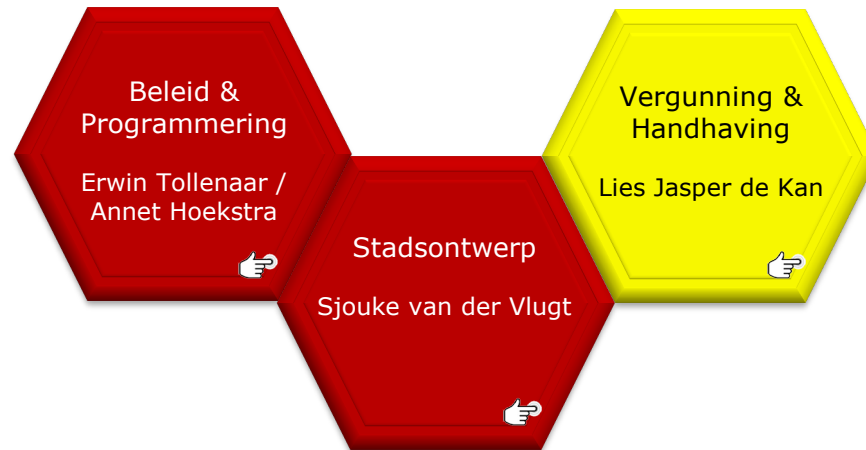 Beleid &
Programmering
Erwin Tollenaar /
Annet Hoekstra
Stadsontwerp
Sjouke van der Vlugt
Vergunning &
Handhaving
Lies Jasper de Kan